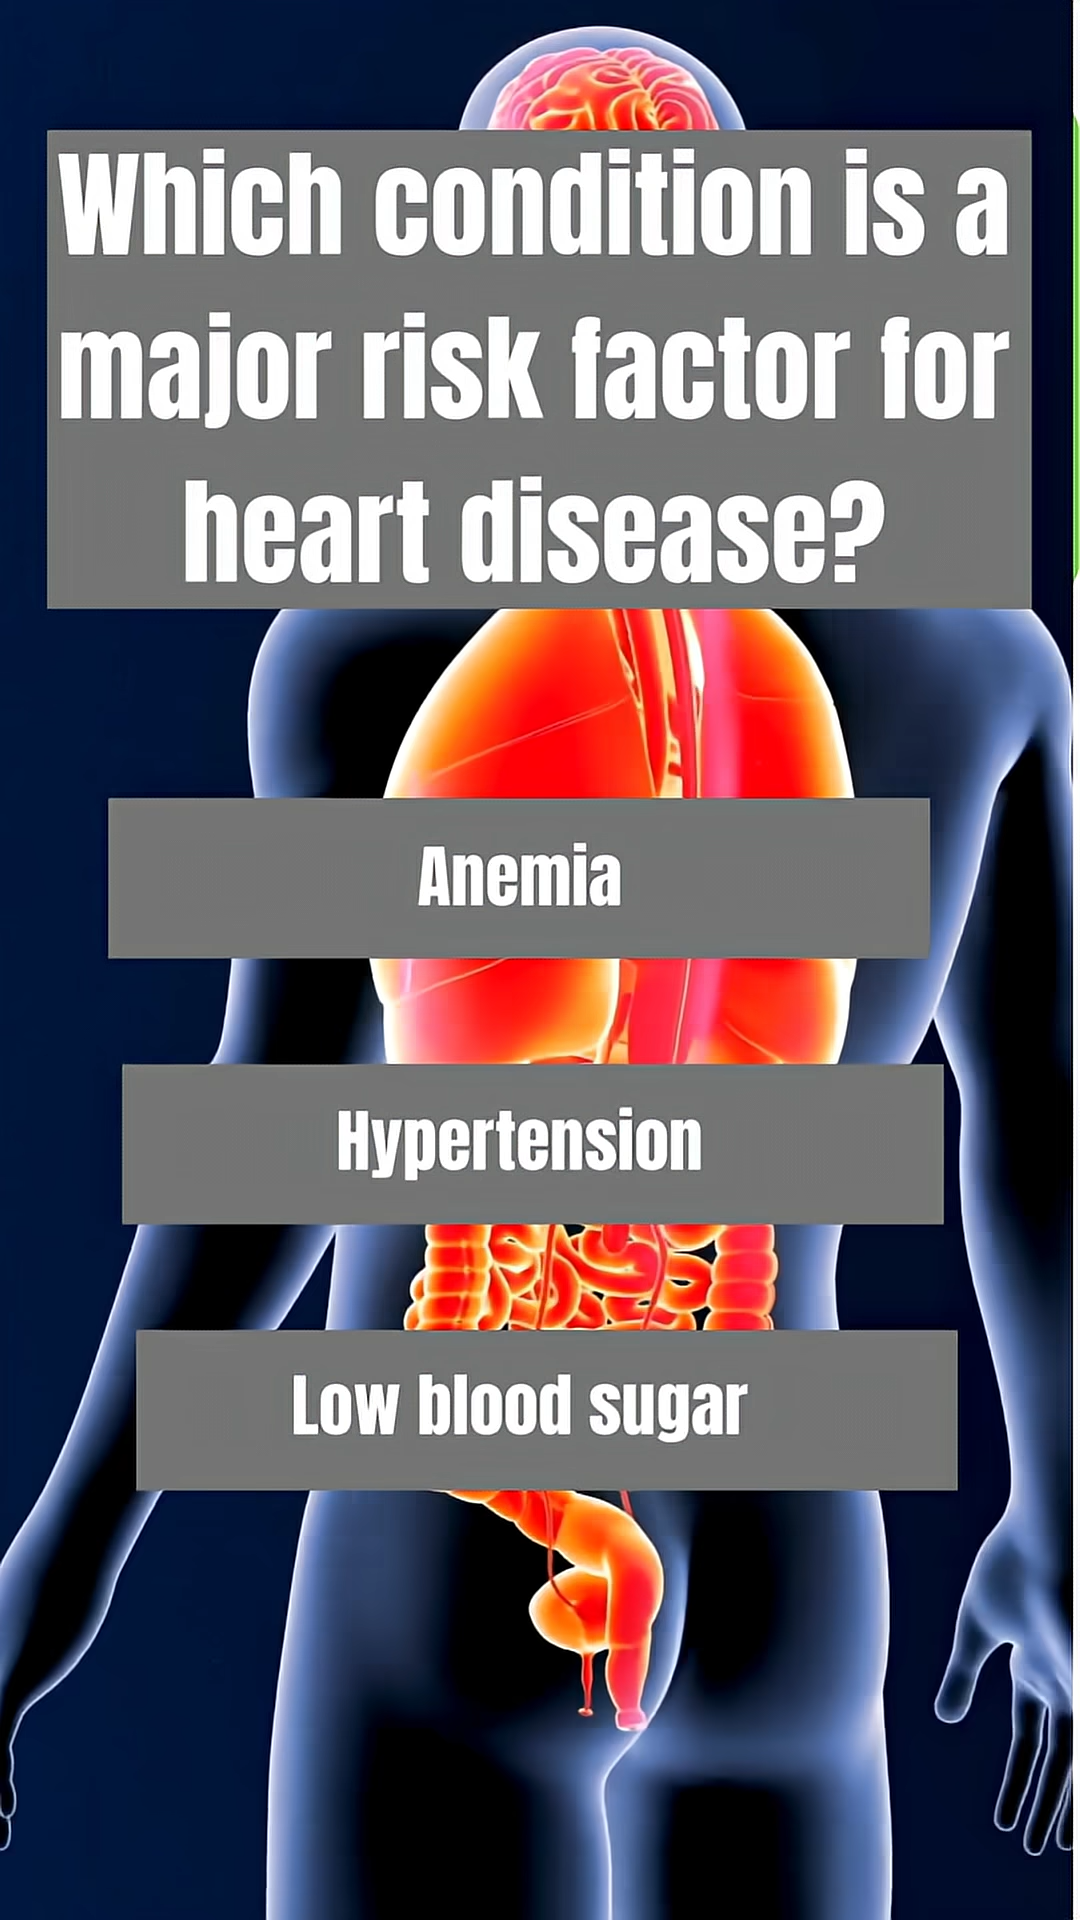 Which condition is a
major risk factor for
heart disease?
Anemia
Hypertension
Low blood sugar